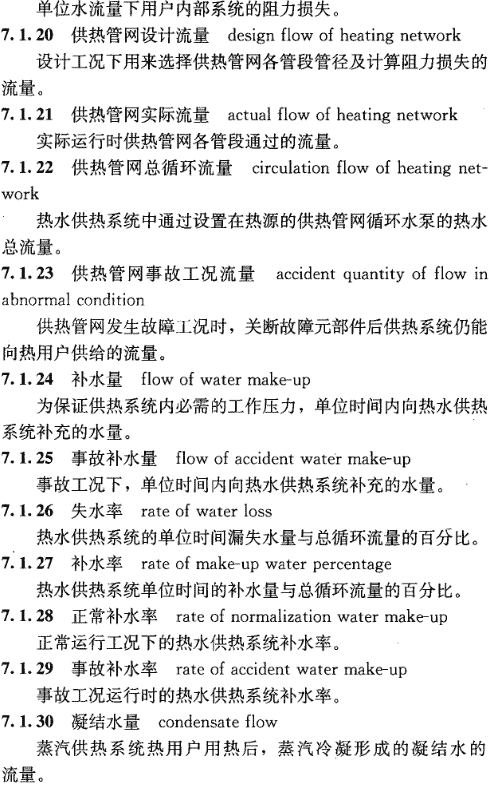 单位水流量下用户内部系统的阻力损失。
7.1.20 供热管网设计流量 design flow of heating network
设计工况下用来选择供热管网各管段管径及计算阻力损失的
流量。
7.1.21 供热管网实际流量 actual flow of heating network
实际运行时供热管网各管段通过的流量。
7.1.22 供热管网总循环流量 circulation flow of heating net-
work
热水供热系统中通过设置在热源的供热管网循环水泵的热水
总流量。
7.1.23 供热管网事故工况流量 accident quantity of flow in
abnormal condition
供热管网发生故障工况时，关断故障元部件后供热系统仍能
向热用户供给的流量。
7.1.24 补水量 flow of water make-up
为保证供热系统内必需的工作压力，单位时间内向热水供热
系统补充的水量。
7.1.25 事故补水量 flow of accident water make-up
事故工况下，单位时间内向热水供热系统补充的水量。
7.1.26 失水率 rate of water loss
热水供热系统的单位时间漏失水量与总循环流量的百分比。
7.1.27 补水率 rate of make-up water percentage
热水供热系统单位时间的补水量与总循环流量的百分比。
7.1.28 正常补水率 rate of normalization water make-up
正常运行工况下的热水供热系统补水率。
7.1.29 事故补水率 rate of accident water make-up
事故工况运行时的热水供热系统补水率。
7.1.30 凝结水量 condensate flow
蒸汽供热系统热用户用热后，蒸汽冷凝形成的凝结水的
流量。